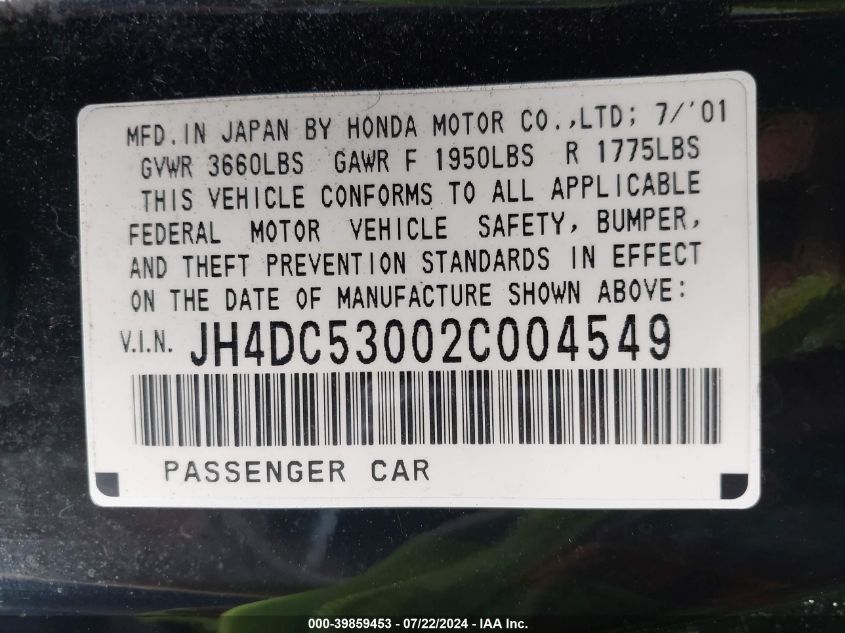 MFD. IN JAPAN BY HONDA MOTOR CO.,LTD; 7/'01
GVWR 3660LBS GAWR F 1950LBS R 1775LBS
THIS VEHICLE CONFORMS TO ALL APPLICABLE
FEDERAL MOTOR VEHICLE SAFETY, BUMPER,
AND THEFT PREVENTION STANDARDS IN EFFECT
ON THE DATE OF MANUFACTURE SHOWN ABOVE:
V.I.N. JH4DC53002C004549
PASSENGER CAR
000-39859453 - 07/22/2024 - IAA Inc.